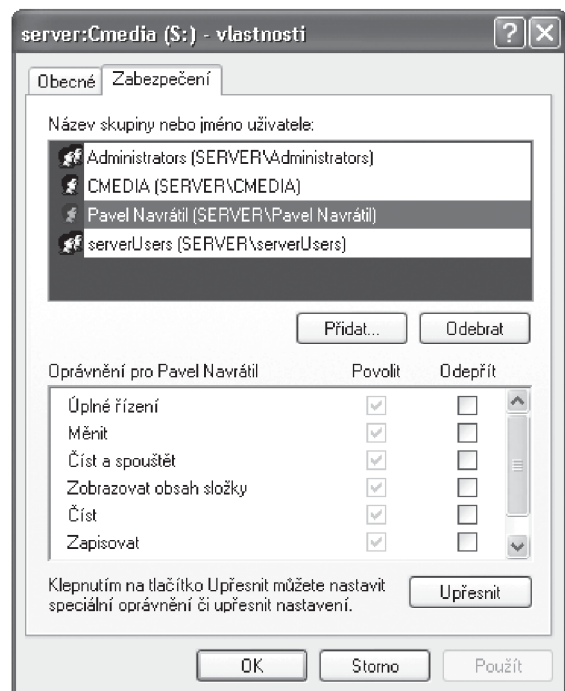 server:Cmedia (S:) - vlastnosti
Obecné Zabezpečení
Název skupiny nebo jméno uživatele:
Administrators (SERVER\Administrators)
CMEDIA (SERVER\CMEDIA)
Pavel Navrátil (SERVER\Pavel Navrátil)
serverUsers (SERVER\serverUsers)
Přidat... Odebrat
Oprávnění pro Pavel Navrátil Povolit Odepřít
Úplné řízení
Měnit
Číst a spouštět
Zobrazovat obsah složky
Číst
Zapisovat
Klepnutím na tlačítko Upřesnit můžete nastavit
speciální oprávnění či upřesnit nastavení.
Upřesnit
OK Storno Použít